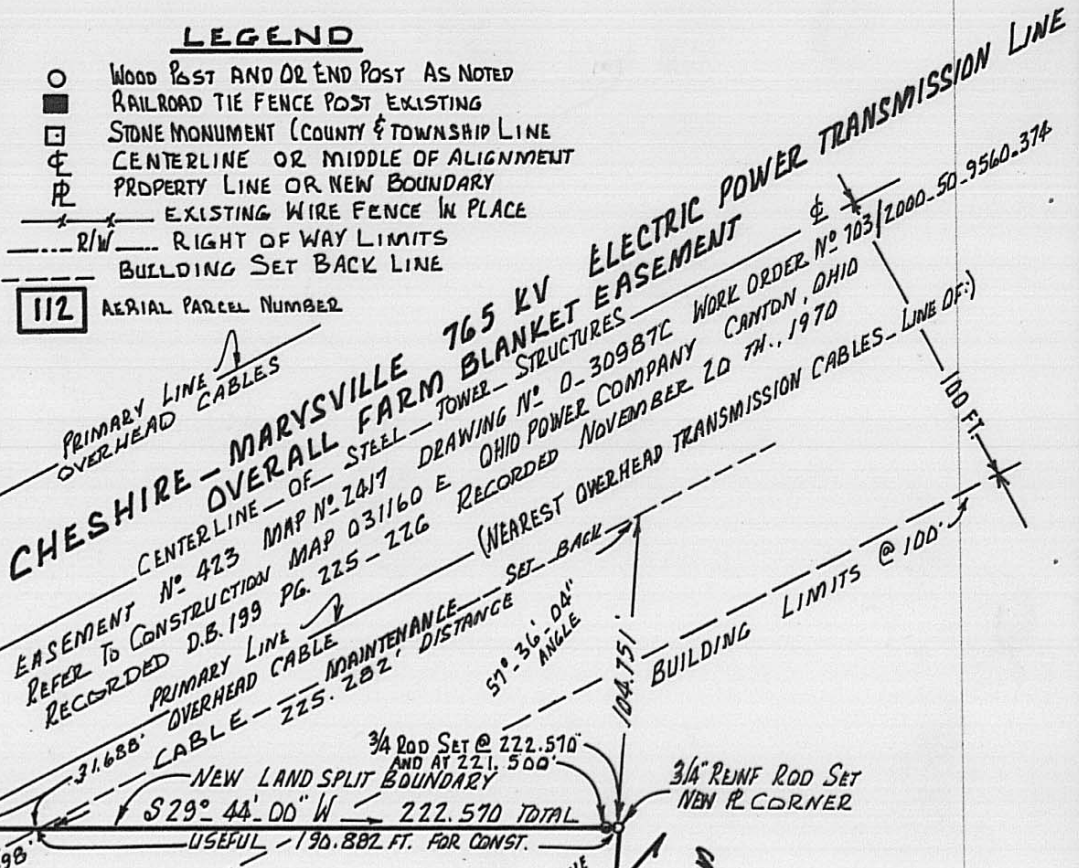 LEGEND
WOOD POST AND OR END POST AS NOTED
RAILROAD TIE FENCE POST EXISTING
STONE MONUMENT (COUNTY & TOWNSHIP LINE
℄ CENTERLINE OR MIDDLE OF ALIGNMENT
PL PROPERTY LINE OR NEW BOUNDARY
x x EXISTING WIRE FENCE IN PLACE
R/W RIGHT OF WAY LIMITS
BUILDING SET BACK LINE
112 AERIAL PARCEL NUMBER
PRIMARY LINE
OVERHEAD CABLES
CHESHIRE - MARYSVILLE 765 KV ELECTRIC POWER TRANSMISSION LINE
OVERALL FARM BLANKET EASEMENT
CENTERLINE - OF - STEEL - TOWER - STRUCTURES ℄
EASEMENT Nº 423 MAP Nº 2417 DRAWING Nº 0-30987C WORK ORDER Nº 703/2000-50-9560-374
REFER TO CONSTRUCTION MAP 031160 E OHIO POWER COMPANY CANTON, OHIO
RECORDED D.B. 199 PG. 225-226 RECORDED NOVEMBER 20 TH., 1970
PRIMARY LINE
OVERHEAD CABLE
(NEAREST OVERHEAD TRANSMISSION CABLES - LINE OF:)
100 FT.
CABLE - MAINTENANCE SET BACK
225.282' DISTANCE
57°-36'-04"
ANGLE
104.751'
BUILDING LIMITS @ 100'
31.688'
3/4 ROD SET @ 222.570'
AND AT 221.500'
NEW LAND SPLIT BOUNDARY
S 29° 44' 00" W 222.570 TOTAL
USEFUL - 190.882 FT. FOR CONST.
3/4" REINF ROD SET
NEW PL CORNER
98'